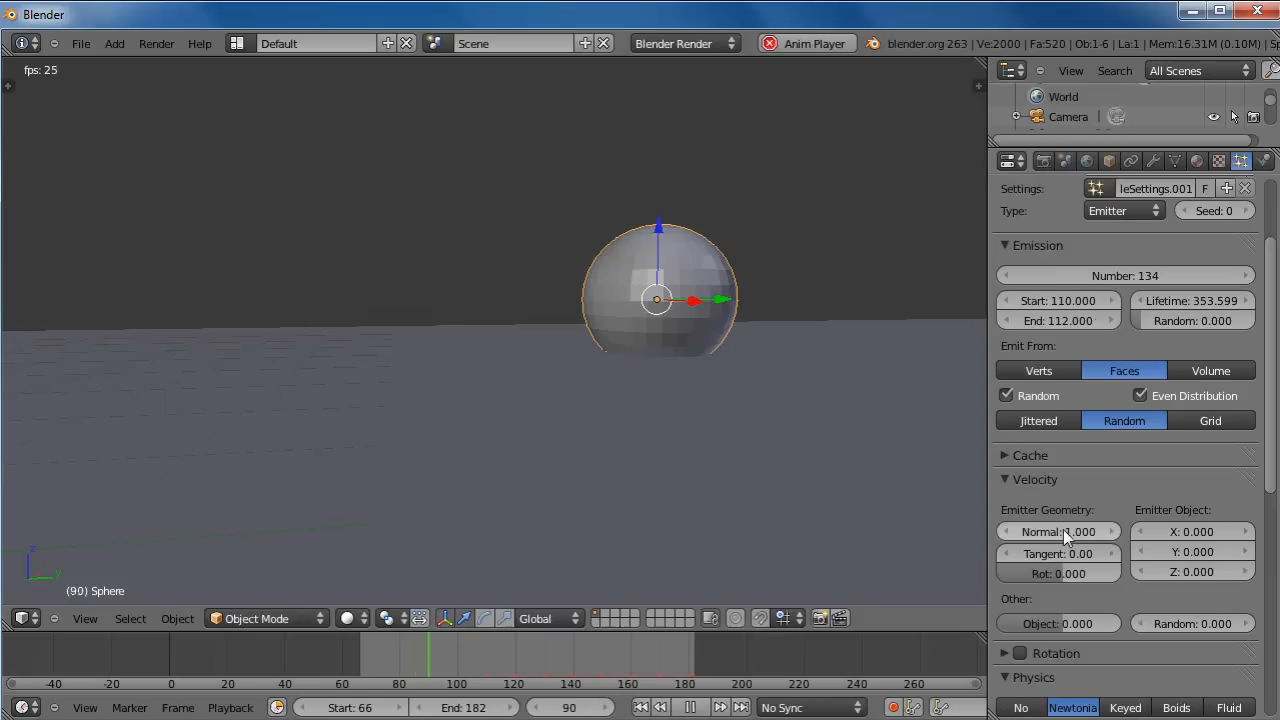 Blender
File Add Render Help Default Scene Blender Render Anim Player blender.org 263 | Ve:2000 | Fa:520 | Ob:1-6 | La:1 | Mem:16.31M (0.10M) |
fps: 25
View Search All Scenes
World
Camera
Settings: leSettings.001 F
Type: Emitter Seed: 0
Emission
Number: 134
Start: 110.000 Lifetime: 353.599
End: 112.000 Random: 0.000
Emit From:
Verts Faces Volume
Random Even Distribution
Jittered Random Grid
Cache
Velocity
Emitter Geometry: Emitter Object:
Normal: 1.000 X: 0.000
Tangent: 0.00 Y: 0.000
Rot: 0.000 Z: 0.000
Other:
Object: 0.000 Random: 0.000
Rotation
Physics
No Newtonia Keyed Boids Fluid
z
y
(90) Sphere
View Select Object Object Mode Global
-40 -20 0 20 40 60 80 100 120 140 160 180 200 220 240 260
View Marker Frame Playback Start: 66 End: 182 90 No Sync